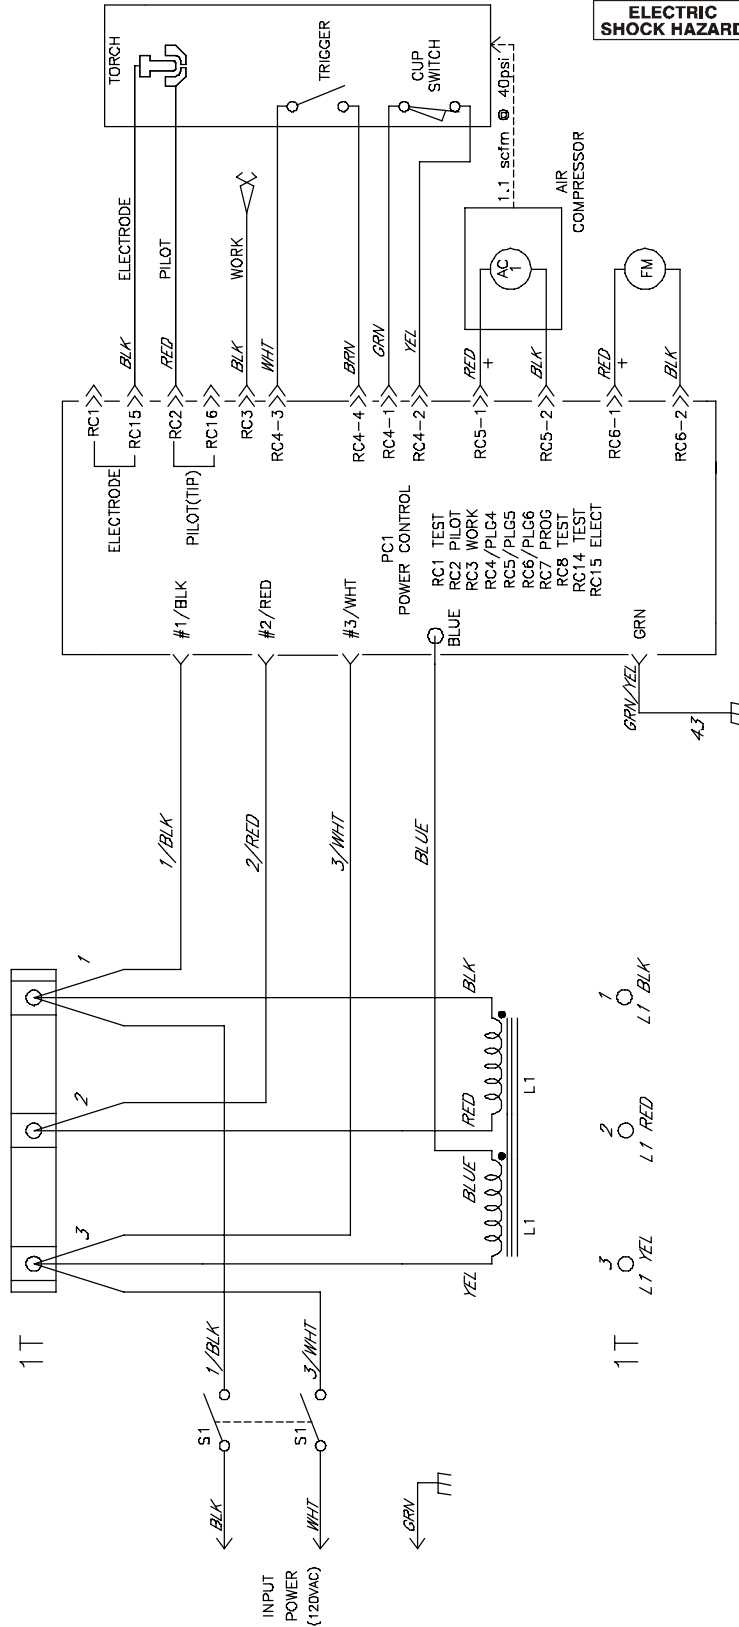 ELECTRIC
SHOCK HAZARD
INPUT
POWER
(120VAC)
BLK
WHT
GRN
S1
S1
1/BLK
3/WHT
1T
3
2
1
YEL
BLUE
RED
BLK
L1
L1
1T
3
L1 YEL
2
L1 RED
1
L1 BLK
1/BLK
2/RED
3/WHT
BLUE
GRN/YEL
43
#1/BLK
#2/RED
#3/WHT
BLUE
GRN
PC1
POWER CONTROL
RC1 TEST
RC2 PILOT
RC3 WORK
RC4/PLG4
RC5/PLG5
RC6/PLG6
RC7 PROG
RC8 TEST
RC14 TEST
RC15 ELECT
ELECTRODE
PILOT(TIP)
RC1
RC15
RC2
RC16
RC3
RC4-3
RC4-4
RC4-1
RC4-2
RC5-1
RC5-2
RC6-1
RC6-2
BLK
RED
BLK
WHT
BRN
GRN
YEL
RED
+
BLK
RED
+
BLK
ELECTRODE
PILOT
WORK
TORCH
TRIGGER
CUP
SWITCH
1.1 scfm @ 40psi
AIR
COMPRESSOR
AC
1
FM